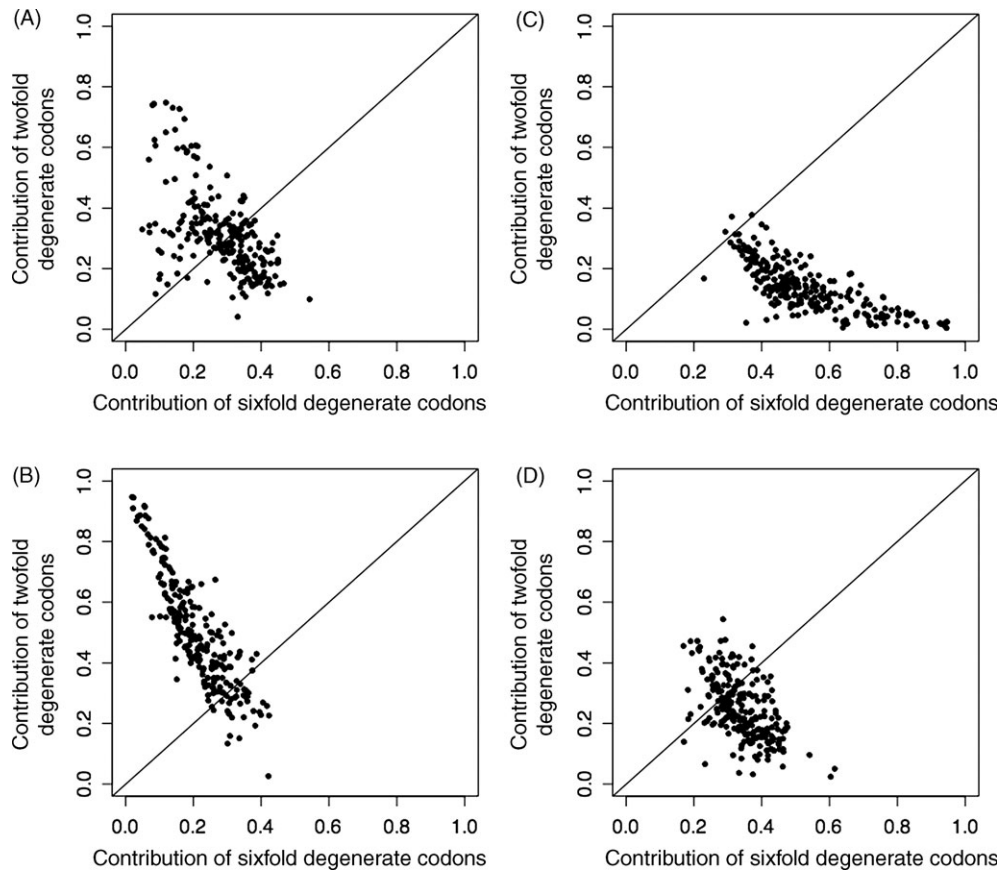 (A)
Contribution of twofold
degenerate codons
1.0
0.8
0.6
0.4
0.2
0.0
0.0 0.2 0.4 0.6 0.8 1.0
Contribution of sixfold degenerate codons
(C)
Contribution of twofold
degenerate codons
1.0
0.8
0.6
0.4
0.2
0.0
0.0 0.2 0.4 0.6 0.8 1.0
Contribution of sixfold degenerate codons
(B)
Contribution of twofold
degenerate codons
1.0
0.8
0.6
0.4
0.2
0.0
0.0 0.2 0.4 0.6 0.8 1.0
Contribution of sixfold degenerate codons
(D)
Contribution of twofold
degenerate codons
1.0
0.8
0.6
0.4
0.2
0.0
0.0 0.2 0.4 0.6 0.8 1.0
Contribution of sixfold degenerate codons